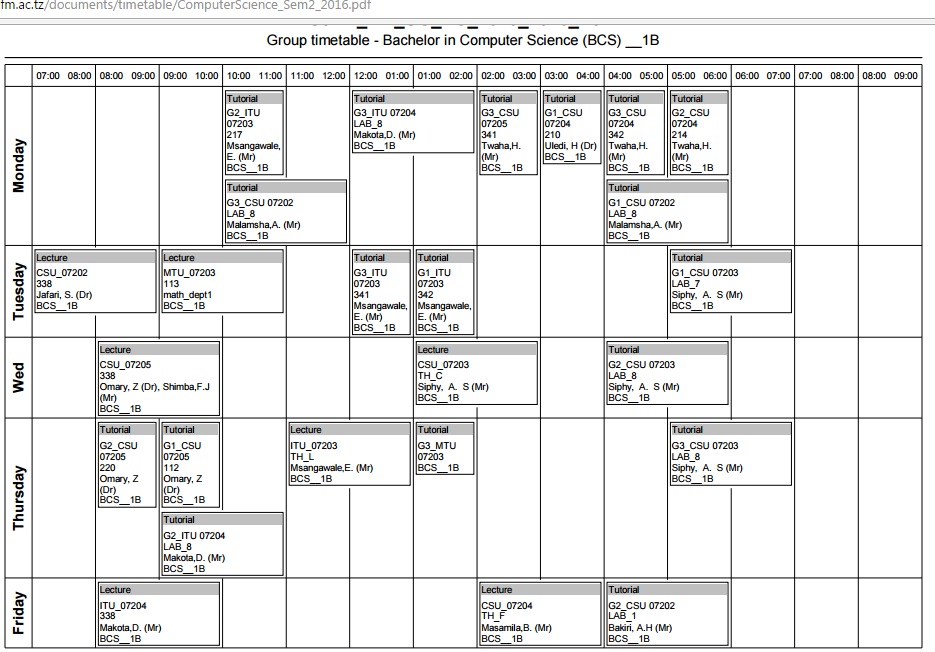 fm.ac.tz/documents/timetable/ComputerScience_Sem2_2016.pdf
Group timetable - Bachelor in Computer Science (BCS) __1B
07:00 08:00 08:00 09:00 09:00 10:00 10:00 11:00 11:00 12:00 12:00 01:00 01:00 02:00 02:00 03:00 03:00 04:00 04:00 05:00 05:00 06:00 06:00 07:00 07:00 08:00 08:00 09:00
Monday
Tutorial
G2_ITU
07203
217
Msangawale,
E. (Mr)
BCS__1B
Tutorial
G3_CSU 07202
LAB_8
Malamsha,A. (Mr)
BCS__1B
Tutorial
G3_ITU 07204
LAB_8
Makota,D. (Mr)
BCS__1B
Tutorial
G3_CSU
07205
341
Twaha,H.
(Mr)
BCS__1B
Tutorial
G1_CSU
07204
210
Uledi, H (Dr)
BCS__1B
Tutorial
G3_CSU
07204
342
Twaha,H.
(Mr)
BCS__1B
Tutorial
G2_CSU
07204
214
Twaha,H.
(Mr)
BCS__1B
Tutorial
G1_CSU 07202
LAB_8
Malamsha,A. (Mr)
BCS__1B
Tuesday
Lecture
CSU_07202
338
Jafari, S. (Dr)
BCS__1B
Lecture
MTU_07203
113
math_dept1
BCS__1B
Tutorial
G3_ITU
07203
341
Msangawale,
E. (Mr)
BCS__1B
Tutorial
G1_ITU
07203
342
Msangawale,
E. (Mr)
BCS__1B
Tutorial
G1_CSU 07203
LAB_7
Siphy, A. S (Mr)
BCS__1B
Wed
Lecture
CSU_07205
338
Omary, Z (Dr), Shimba,F.J
(Mr)
BCS__1B
Lecture
CSU_07203
TH_C
Siphy, A. S (Mr)
BCS__1B
Tutorial
G2_CSU 07203
LAB_8
Siphy, A. S (Mr)
BCS__1B
Thursday
Tutorial
G2_CSU
07205
220
Omary, Z
(Dr)
BCS__1B
Tutorial
G1_CSU
07205
112
Omary, Z
(Dr)
BCS__1B
Tutorial
G2_ITU 07204
LAB_8
Makota,D. (Mr)
BCS__1B
Lecture
ITU_07203
TH_L
Msangawale,E. (Mr)
BCS__1B
Tutorial
G3_MTU
07203
BCS__1B
Tutorial
G3_CSU 07203
LAB_8
Siphy, A. S (Mr)
BCS__1B
Friday
Lecture
ITU_07204
338
Makota,D. (Mr)
BCS__1B
Lecture
CSU_07204
TH_F
Masamila,B. (Mr)
BCS__1B
Tutorial
G2_CSU 07202
LAB_1
Bakiri, A.H (Mr)
BCS__1B